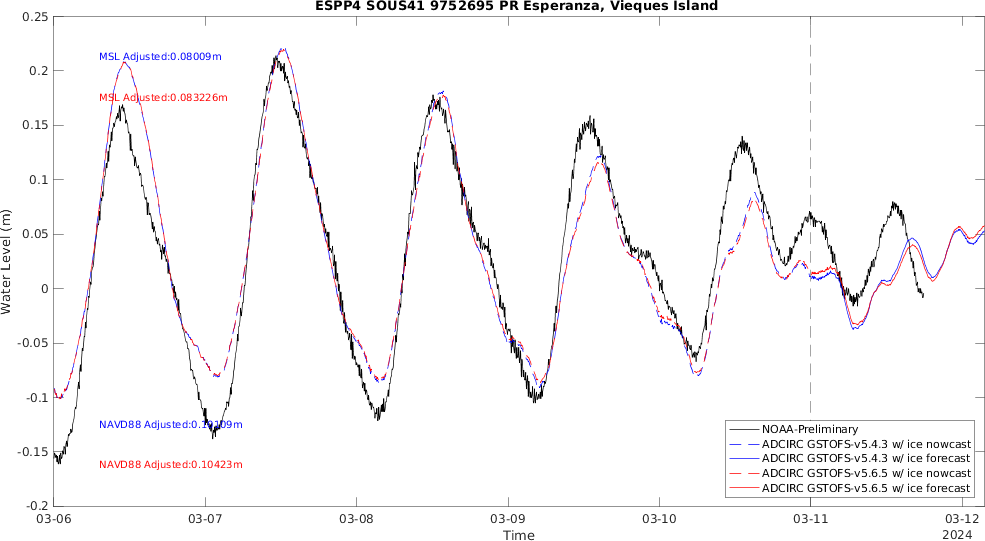 ESPP4 SOUS41 9752695 PR Esperanza, Vieques Island
0.25
0.2
0.15
0.1
0.05
0
-0.05
-0.1
-0.15
-0.2
Water Level (m)
MSL Adjusted:0.08009m
MSL Adjusted:0.083226m
NAVD88 Adjusted:
NAVD88 Adjusted:0.10423m
NOAA-Preliminary
ADCIRC GSTOFS-v5.4.3 w/ ice nowcast
ADCIRC GSTOFS-v5.4.3 w/ ice forecast
ADCIRC GSTOFS-v5.6.5 w/ ice nowcast
ADCIRC GSTOFS-v5.6.5 w/ ice forecast
03-06 03-07 03-08 03-09 03-10 03-11 03-12
2024
Time